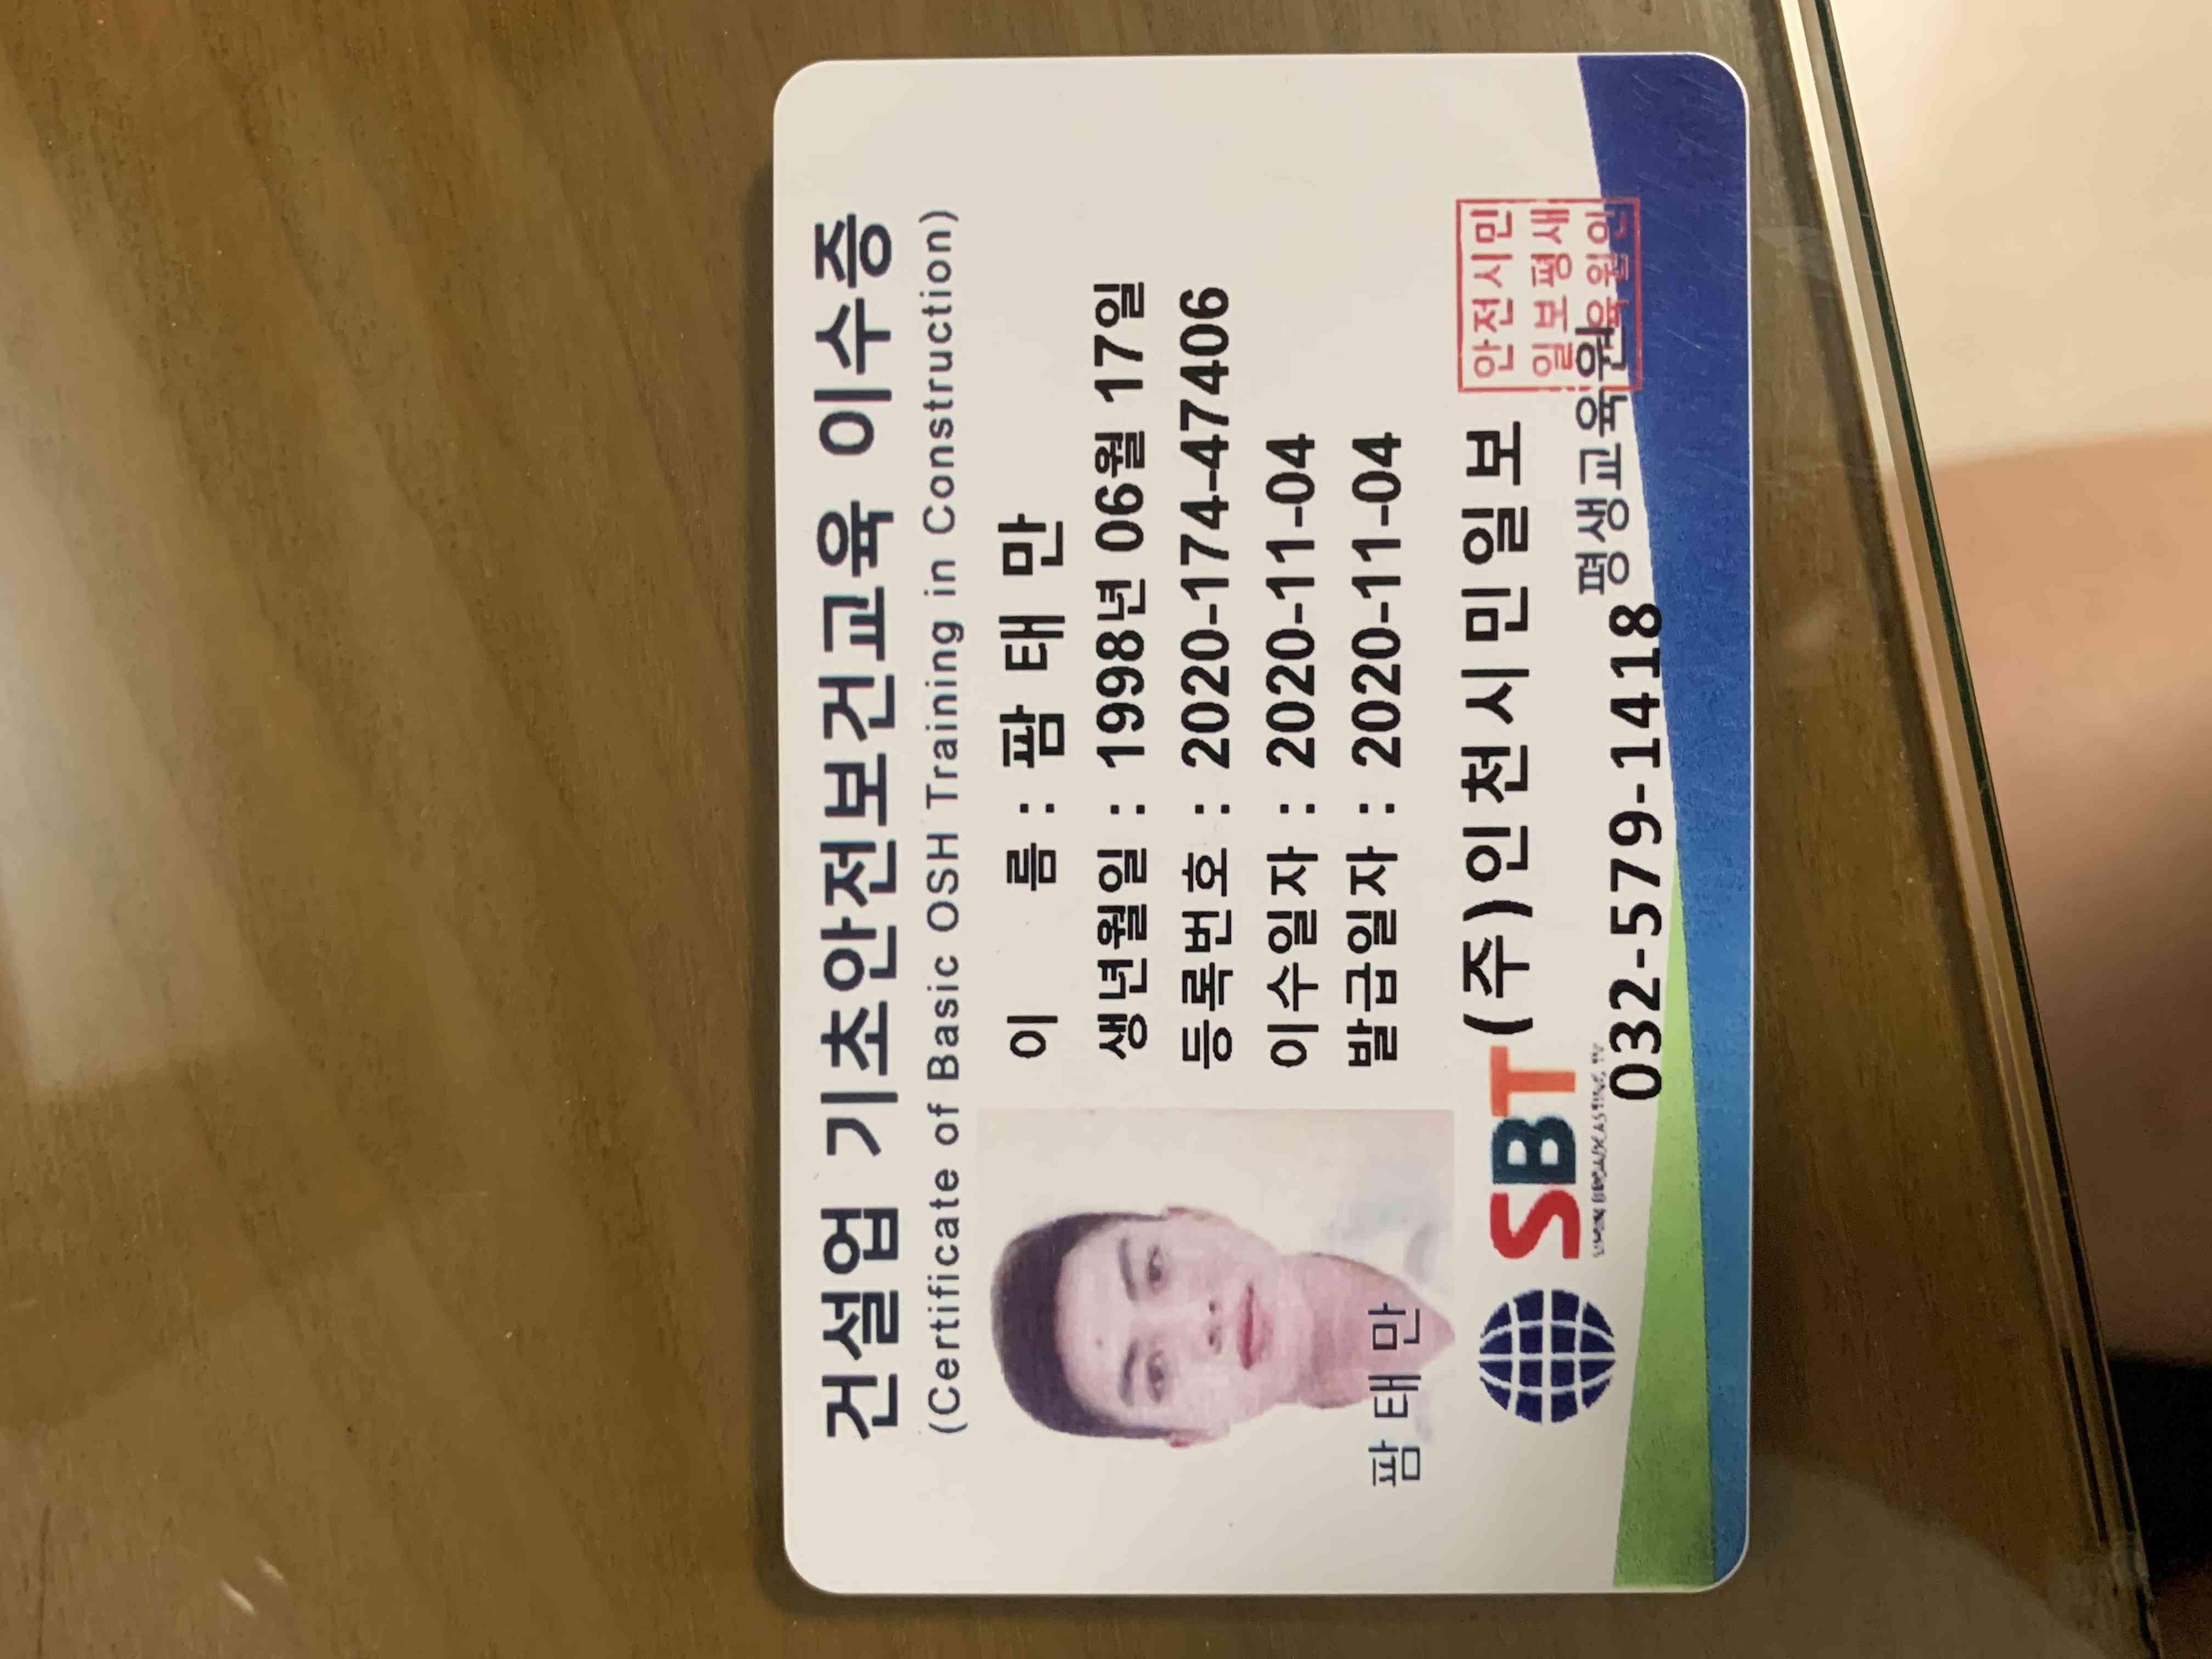 건설업 기초안전보건교육 이수증
(Certificate of Basic OSH Training in Construction)
이 름 : 팜 태 만
생년월일 : 1998년 06월 17일
등록번호 : 2020-174-47406
이수일자 : 2020-11-04
발급일자 : 2020-11-04
팜 태 만
SBT (주)인천시민일보
평생교육원
032-579-1418
안전시민
일보평새
육원인